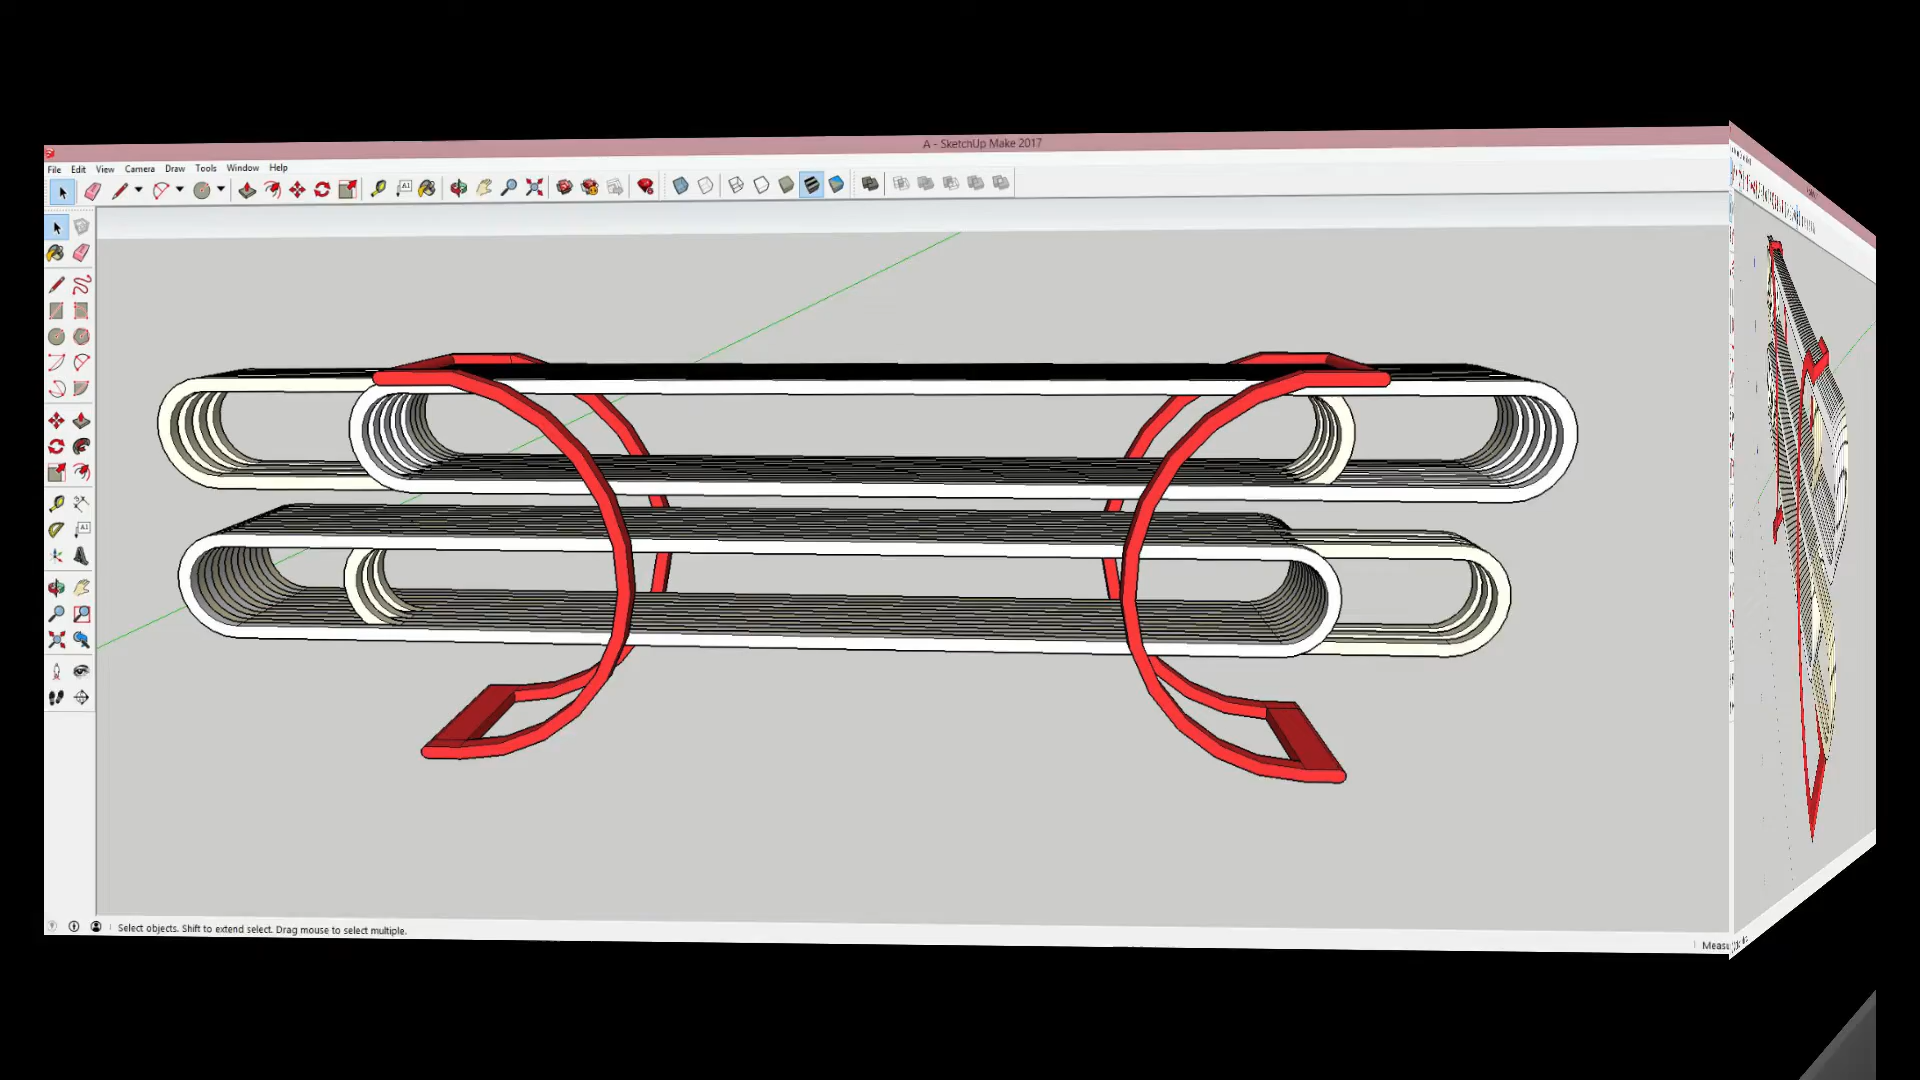 A - SketchUp Make 2017
File Edit View Camera Draw Tools Window Help
Select objects. Shift to extend select. Drag mouse to select multiple.